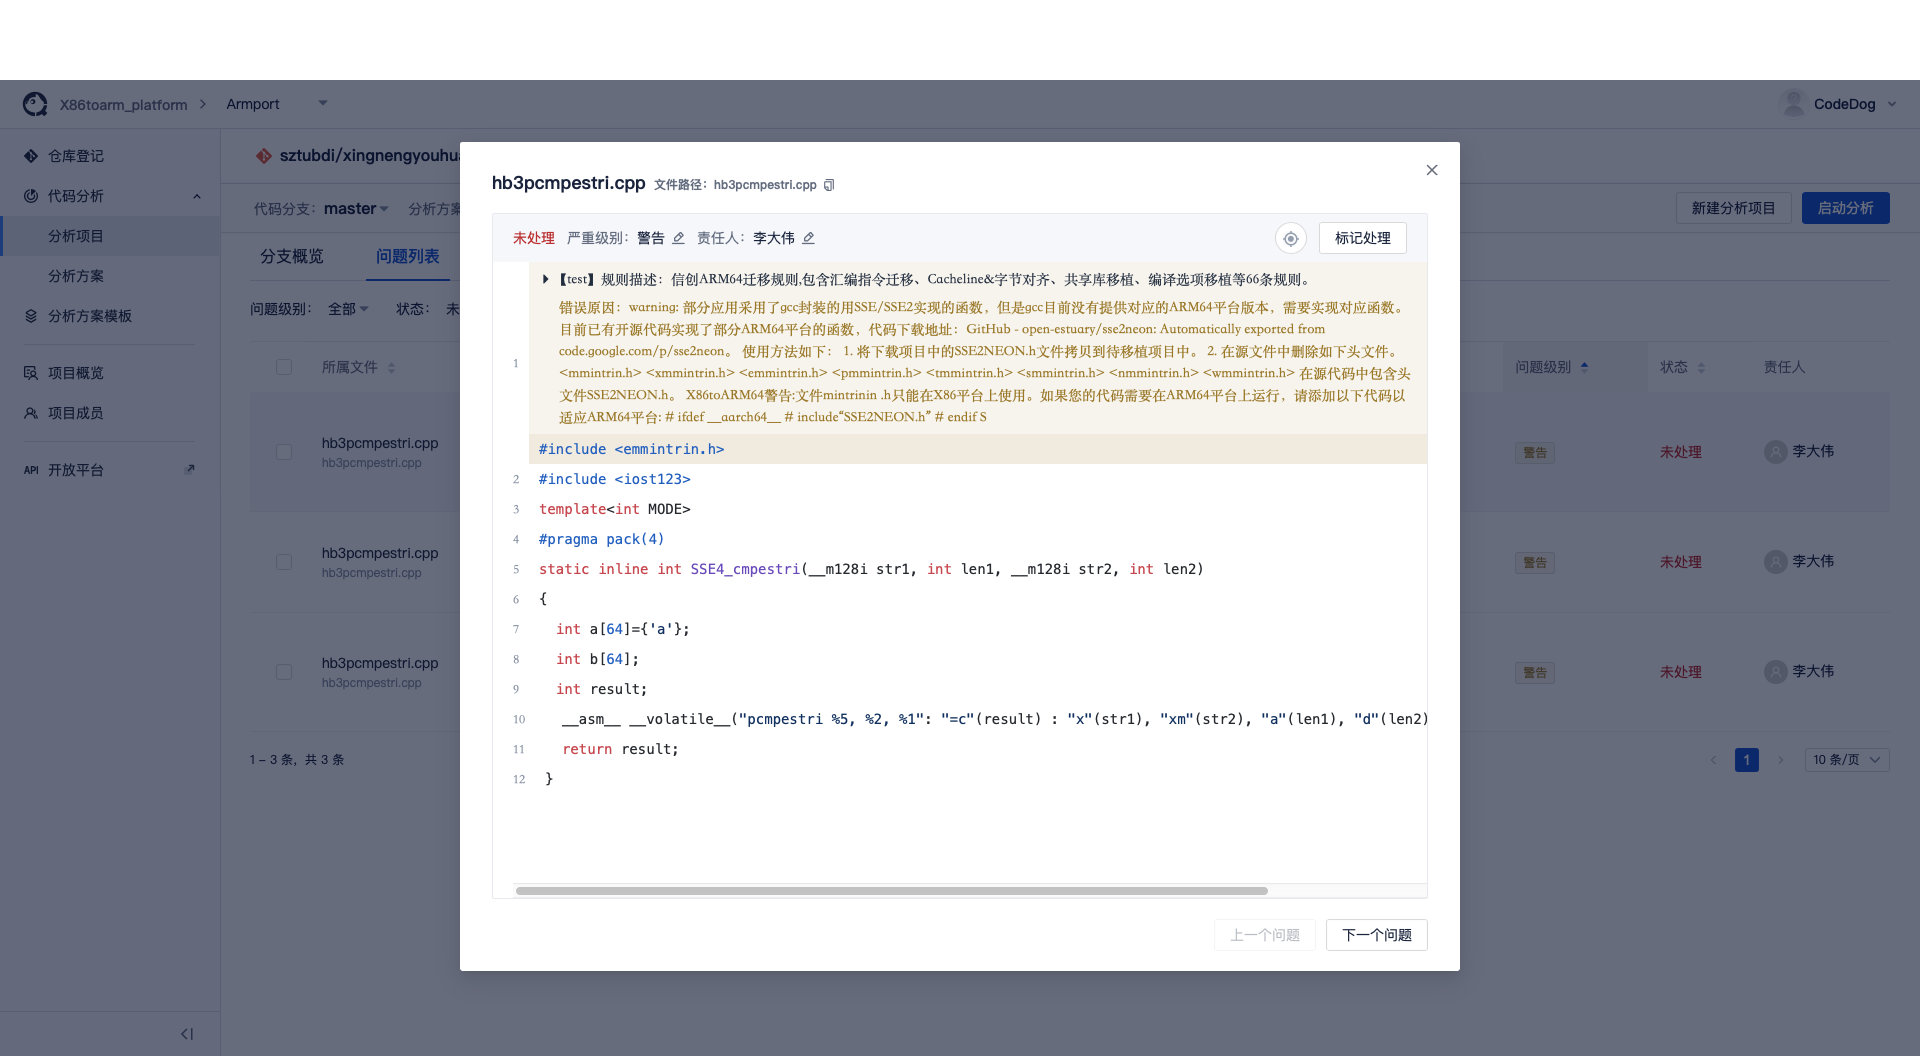 X86toarm_platform > Armport
CodeDog
仓库登记
代码分析
分析项目
分析方案
分析方案模板
项目概览
项目成员
API 开放平台
sztubdi/xingnengyouhua
代码分支： master 分析方案
新建分析项目 启动分析
分支概览 问题列表
问题级别： 全部 状态： 未
所属文件
问题级别 状态 责任人
hb3pcmpestri.cpp
hb3pcmpestri.cpp
警告 未处理 李大伟
hb3pcmpestri.cpp
hb3pcmpestri.cpp
警告 未处理 李大伟
hb3pcmpestri.cpp
hb3pcmpestri.cpp
警告 未处理 李大伟
1 – 3 条，共 3 条
1 10 条/页
hb3pcmpestri.cpp 文件路径： hb3pcmpestri.cpp
未处理 严重级别： 警告 责任人： 李大伟
标记处理
【test】规则描述：信创ARM64迁移规则,包含汇编指令迁移、Cacheline&字节对齐、共享库移植、编译选项移植等66条规则。
错误原因：warning: 部分应用采用了gcc封装的用SSE/SSE2实现的函数，但是gcc目前没有提供对应的ARM64平台版本，需要实现对应函数。
目前已有开源代码实现了部分ARM64平台的函数，代码下载地址：GitHub - open-estuary/sse2neon: Automatically exported from
code.google.com/p/sse2neon。 使用方法如下： 1. 将下载项目中的SSE2NEON.h文件拷贝到待移植项目中。 2. 在源文件中删除如下头文件。
<mmintrin.h> <xmmintrin.h> <emmintrin.h> <pmmintrin.h> <tmmintrin.h> <smmintrin.h> <nmmintrin.h> <wmmintrin.h> 在源代码中包含头
文件SSE2NEON.h。 X86toARM64警告:文件mintrinin .h只能在X86平台上使用。如果您的代码需要在ARM64平台上运行，请添加以下代码以
适应ARM64平台: # ifdef __aarch64__ # include“SSE2NEON.h” # endif S
1 #include <emmintrin.h>
2 #include <iost123>
3 template<int MODE>
4 #pragma pack(4)
5 static inline int SSE4_cmpestri(__m128i str1, int len1, __m128i str2, int len2)
6 {
7 int a[64]={'a'};
8 int b[64];
9 int result;
10 __asm__ __volatile__("pcmpestri %5, %2, %1": "=c"(result) : "x"(str1), "xm"(str2), "a"(len1), "d"(len2)
11 return result;
12 }
上一个问题 下一个问题